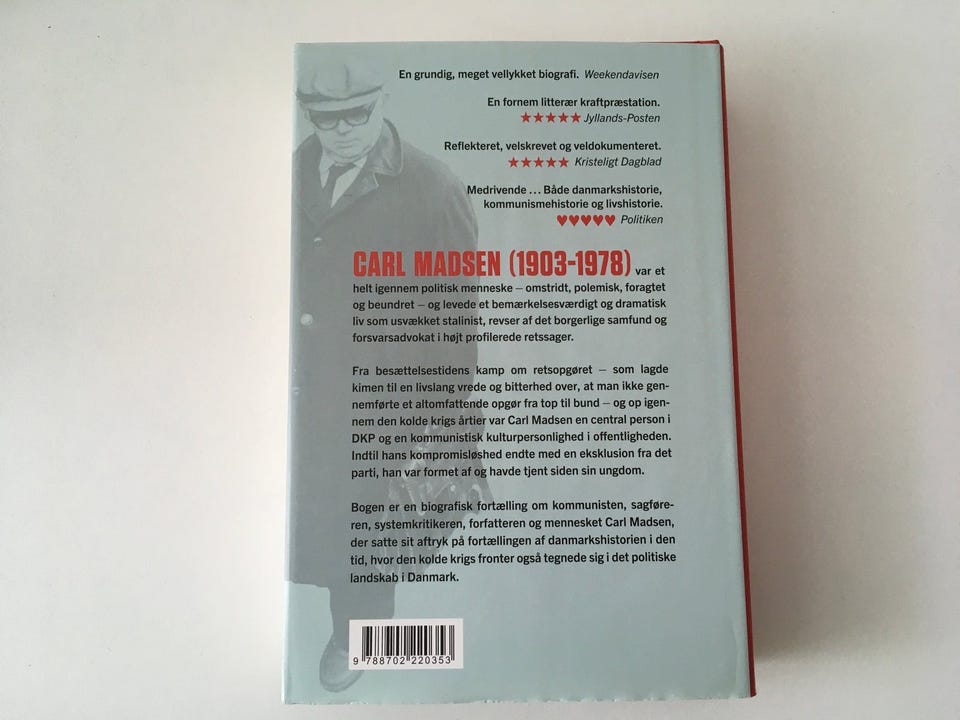 En grundig, meget vellykket biografi. Weekendavisen
En fornem litterær kraftpræstation.
★★★★★ Jyllands-Posten
Reflekteret, velskrevet og veldokumenteret.
★★★★★ Kristeligt Dagblad
Medrivende ... Både danmarkshistorie,
kommunismehistorie og livshistorie.
♥♥♥♥♥ Politiken
CARL MADSEN (1903-1978) var et
helt igennem politisk menneske – omstridt, polemisk, foragtet
og beundret – og levede et bemærkelsesværdigt og dramatisk
liv som usvækket stalinist, revser af det borgerlige samfund og
forsvarsadvokat i højt profilerede retssager.
Fra besættelsestidens kamp om retsopgøret – som lagde
kimen til en livslang vrede og bitterhed over, at man ikke gen-
nemførte et altomfattende opgør fra top til bund – og op igen-
nem den kolde krigs årtier var Carl Madsen en central person i
DKP og en kommunistisk kulturpersonlighed i offentligheden.
Indtil hans kompromisløshed endte med en eksklusion fra det
parti, han var formet af og havde tjent siden sin ungdom.
Bogen er en biografisk fortælling om kommunisten, sagføre-
ren, systemkritikeren, forfatteren og mennesket Carl Madsen,
der satte sit aftryk på fortællingen af danmarkshistorien i den
tid, hvor den kolde krigs fronter også tegnede sig i det politiske
landskab i Danmark.
9 788702 220353